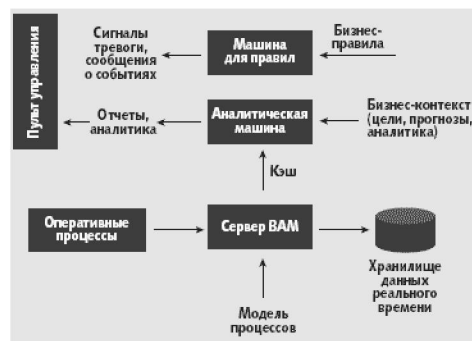 Пульт управления
Сигналы
тревоги,
сообщения
о событиях
Машина
для правил
Бизнес-
правила
Отчеты,
аналитика
Аналитическая
машина
Бизнес-контекст
(цели, прогнозы,
аналитика)
Кэш
Оперативные
процессы
Сервер BAM
Хранилище
данных
реального
времени
Модель
процессов